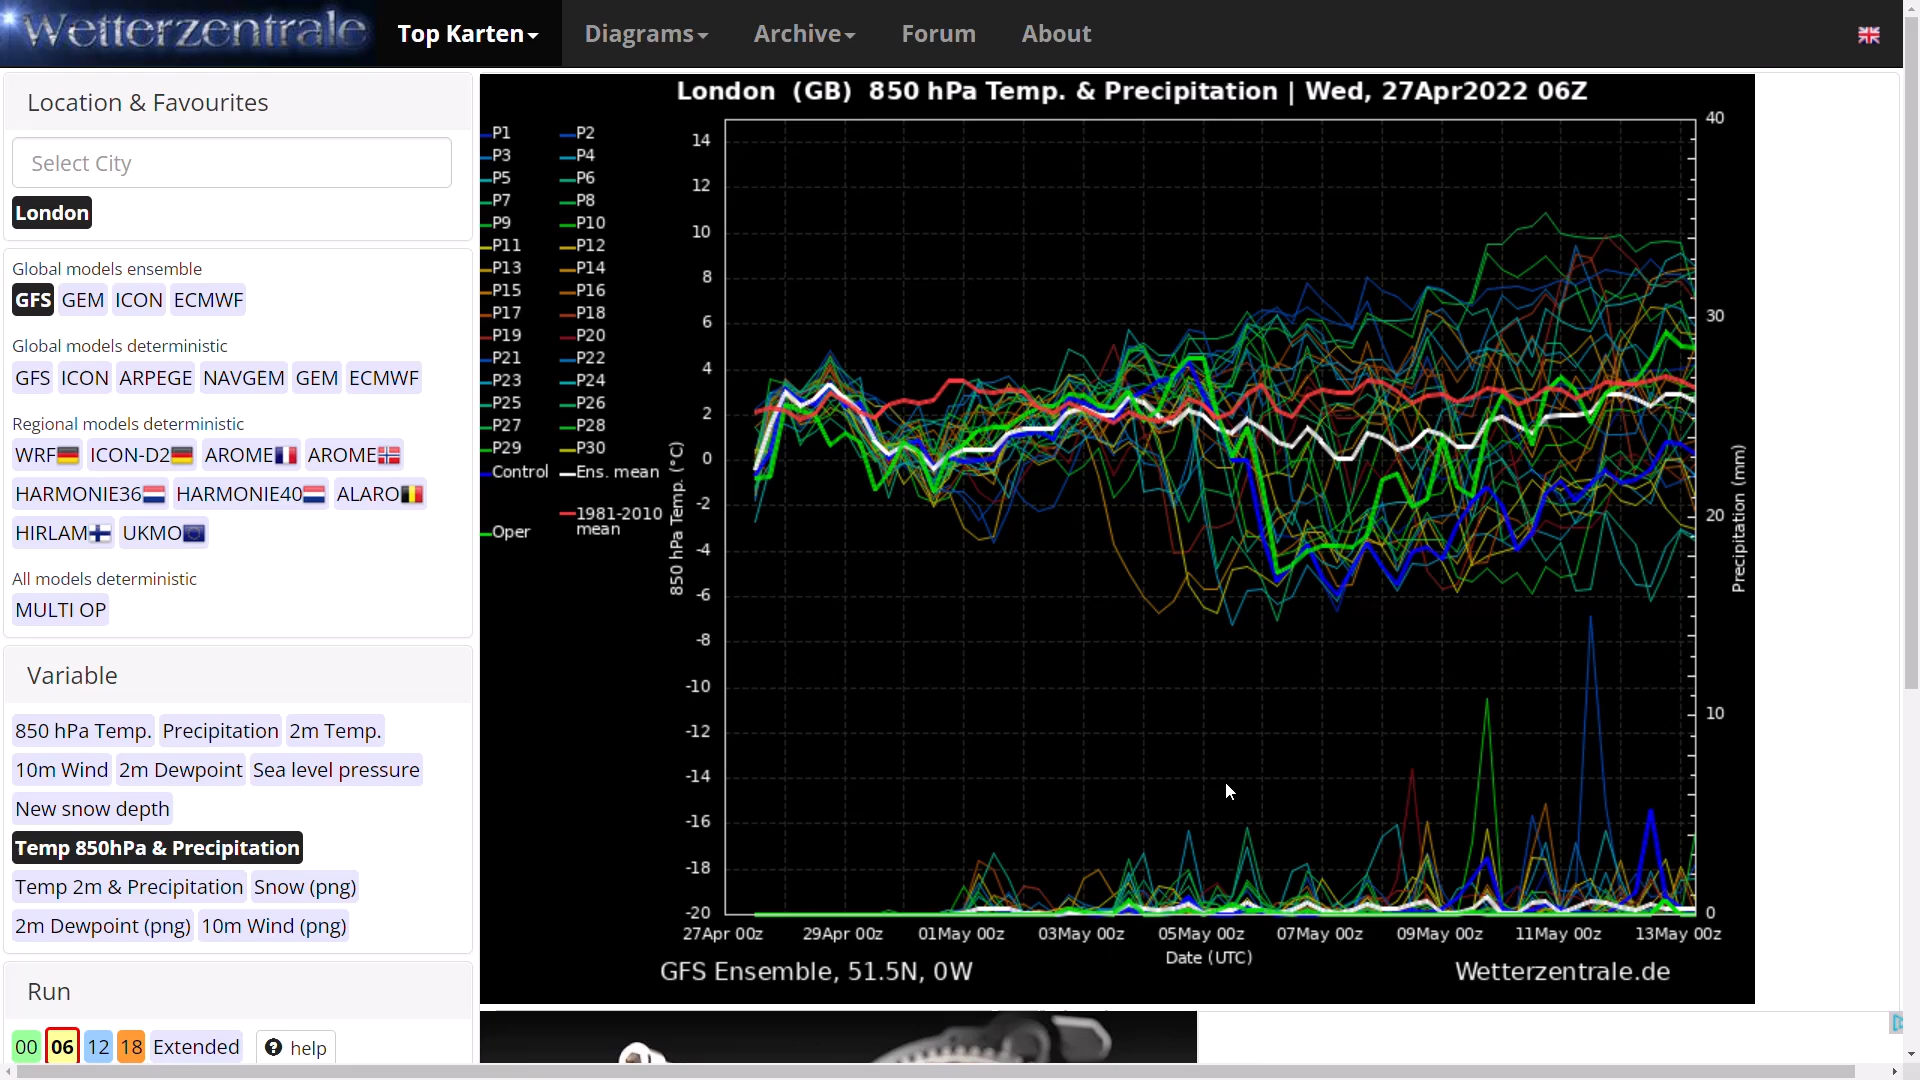 Wetterzentrale
Top Karten
Diagrams
Archive
Forum
About
Location & Favourites
Select City
London
Global models ensemble
GFS GEM ICON ECMWF
Global models deterministic
GFS ICON ARPEGE NAVGEM GEM ECMWF
Regional models deterministic
WRF ICON-D2 AROME AROME
HARMONIE36 HARMONIE40 ALARO
HIRLAM UKMO
All models deterministic
MULTI OP
Variable
850 hPa Temp. Precipitation 2m Temp.
10m Wind 2m Dewpoint Sea level pressure
New snow depth
Temp 850hPa & Precipitation
Temp 2m & Precipitation Snow (png)
2m Dewpoint (png) 10m Wind (png)
Run
00 06 12 18 Extended help
London (GB) 850 hPa Temp. & Precipitation | Wed, 27Apr2022 06Z
P1 P2
P3 P4
P5 P6
P7 P8
P9 P10
P11 P12
P13 P14
P15 P16
P17 P18
P19 P20
P21 P22
P23 P24
P25 P26
P27 P28
P29 P30
Control Ens. mean
Oper 1981-2010
mean
850 hPa Temp. (°C)
14
12
10
8
6
4
2
0
-2
-4
-6
-8
-10
-12
-14
-16
-18
-20
40
30
20
10
0
Precipitation (mm)
27Apr 00z 29Apr 00z 01May 00z 03May 00z 05May 00z 07May 00z 09May 00z 11May 00z 13May 00z
Date (UTC)
GFS Ensemble, 51.5N, 0W
Wetterzentrale.de